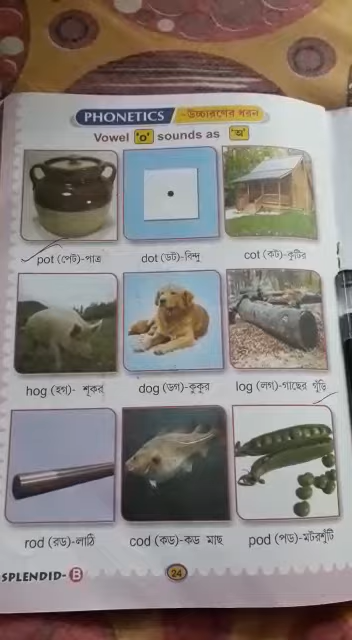 PHONETICS - উচ্চারণের ধরন
Vowel 'o' sounds as 'অ'
pot (পট)-পাত্র dot (ডট)-বিন্দু cot (কট)-কুটির
hog (হগ)- শূকর dog (ডগ)-কুকুর log (লগ)-গাছের গুঁড়ি
rod (রড)-লাঠি cod (কড)-কড মাছ pod (পড)-মটরশুঁটি
SPLENDID-B 24